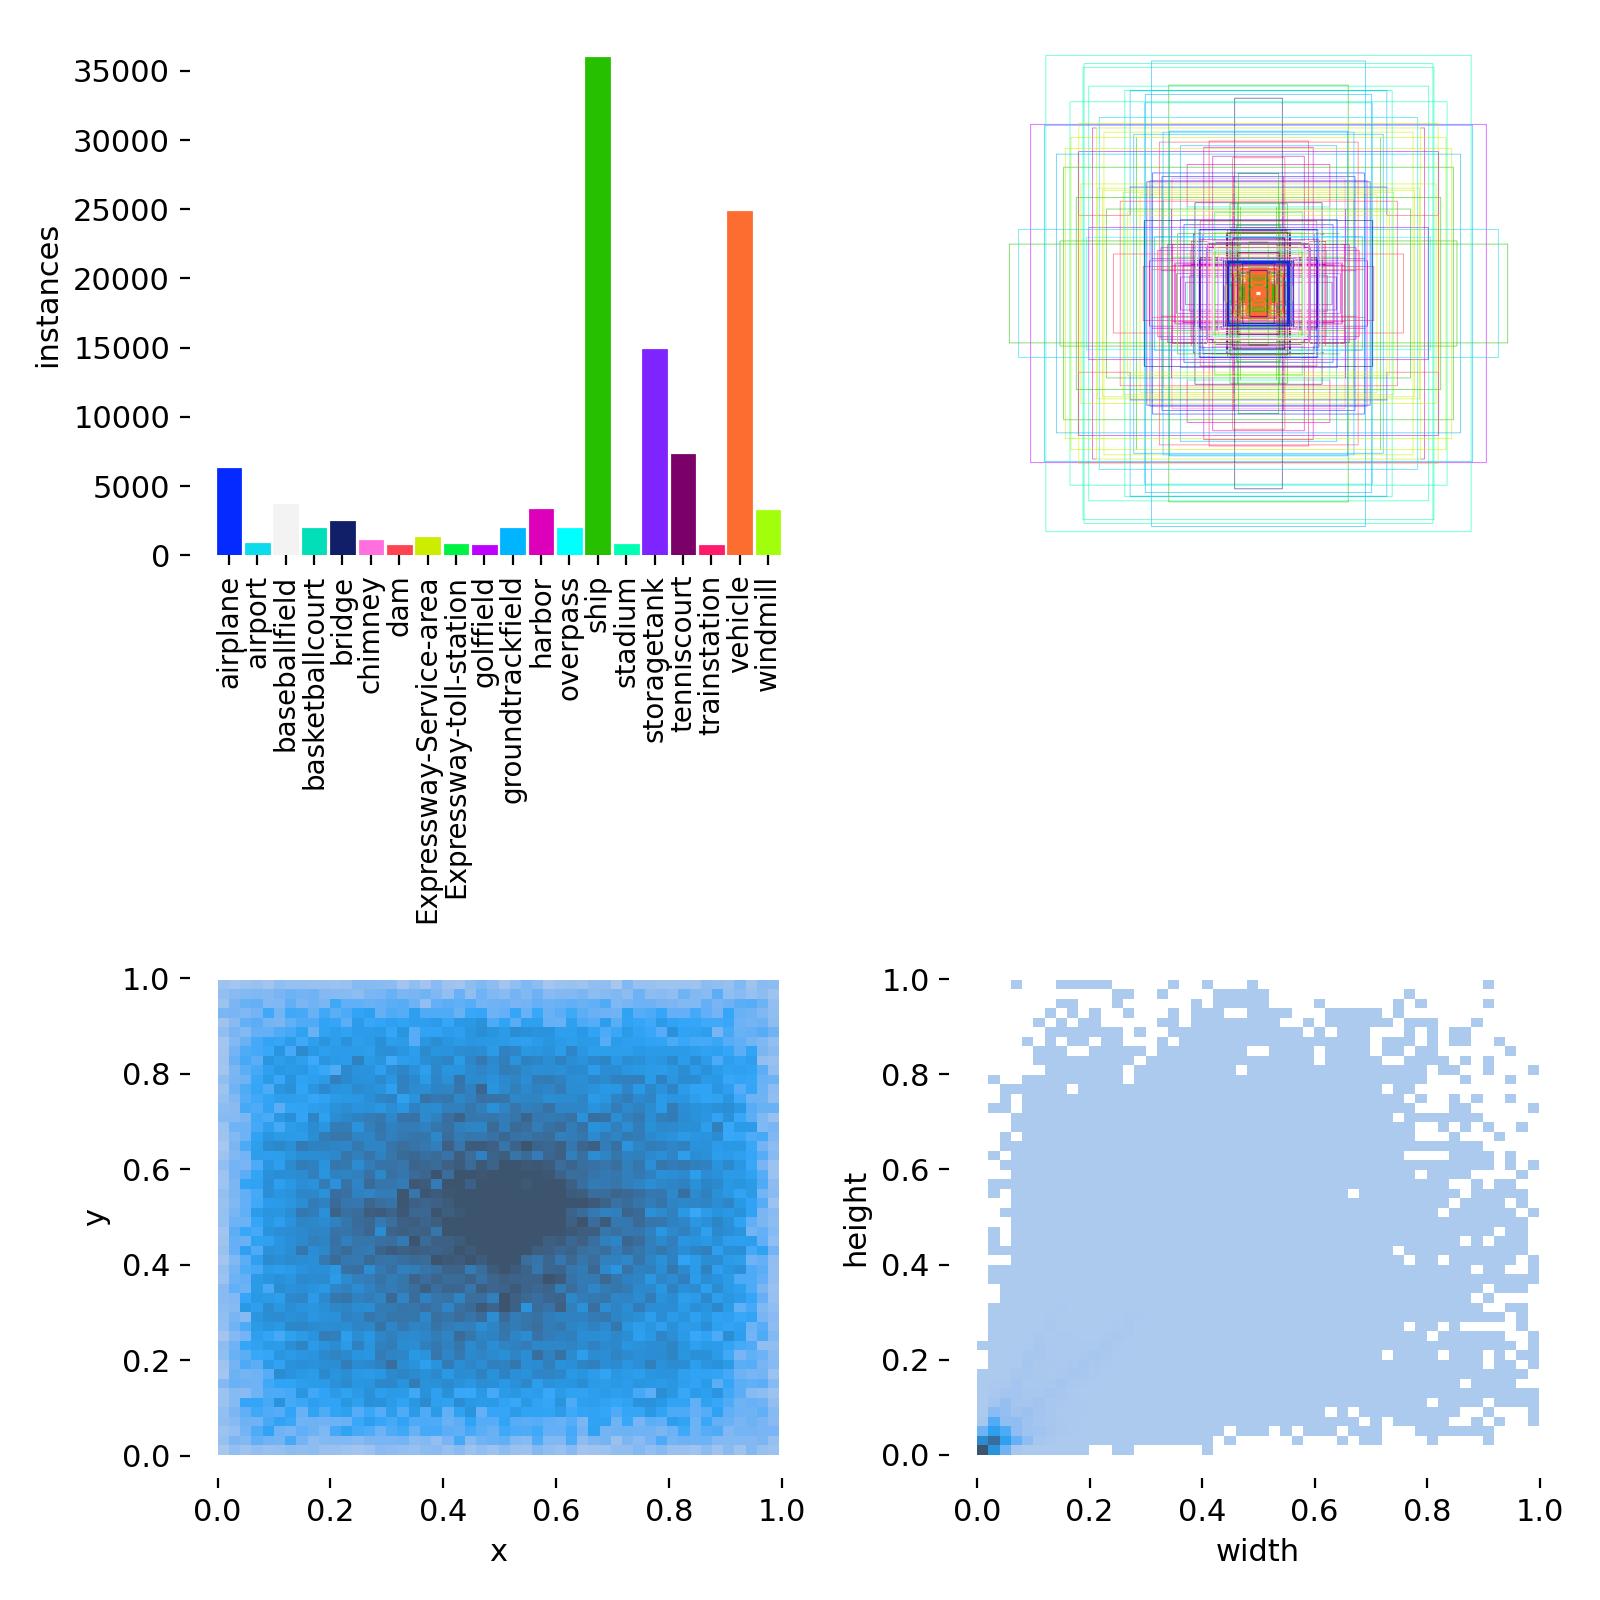 35000
30000
25000
20000
15000
10000
5000
0
instances
airplane
airport
baseballfield
basketballcourt
bridge
chimney
dam
Expressway-Service-area
Expressway-toll-station
golffield
groundtrackfield
harbor
overpass
ship
stadium
storagetank
tenniscourt
trainstation
vehicle
windmill
1.0
0.8
0.6
0.4
0.2
0.0
y
0.0 0.2 0.4 0.6 0.8 1.0
x
1.0
0.8
0.6
0.4
0.2
0.0
height
0.0 0.2 0.4 0.6 0.8 1.0
width